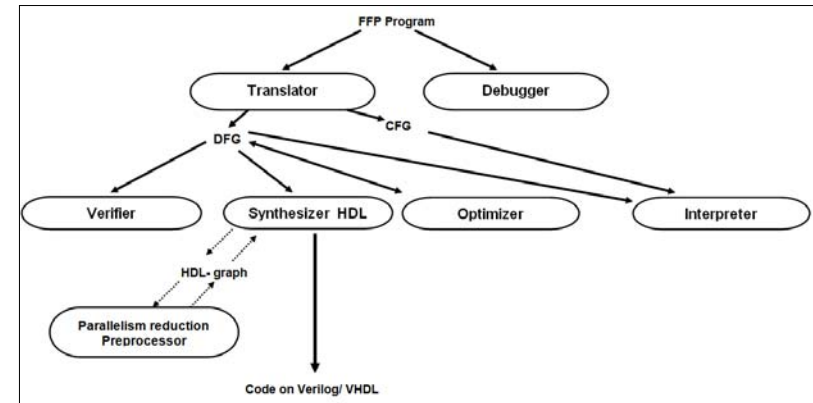 FFP Program
Translator
Debugger
CFG
DFG
Verifier
Synthesizer HDL
Optimizer
Interpreter
HDL- graph
Parallelism reduction
Preprocessor
Code on Verilog/ VHDL